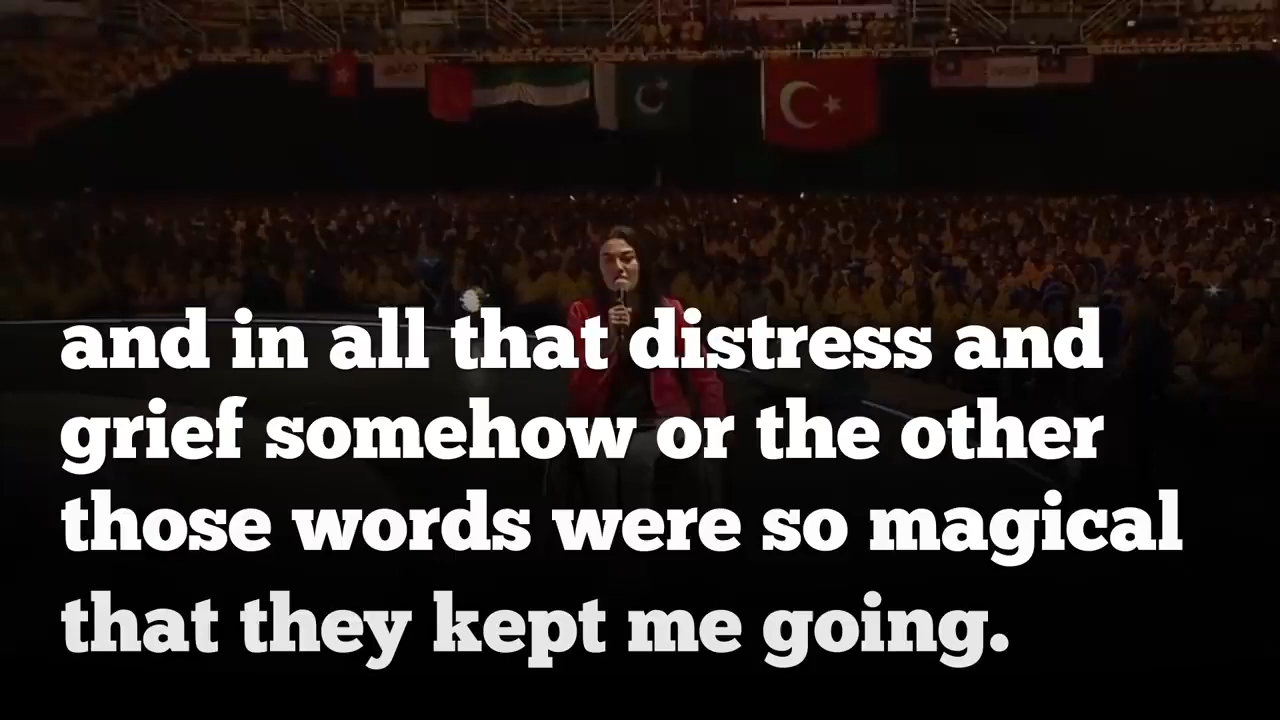 and in all that distress and
grief somehow or the other
those words were so magical
that they kept me going.